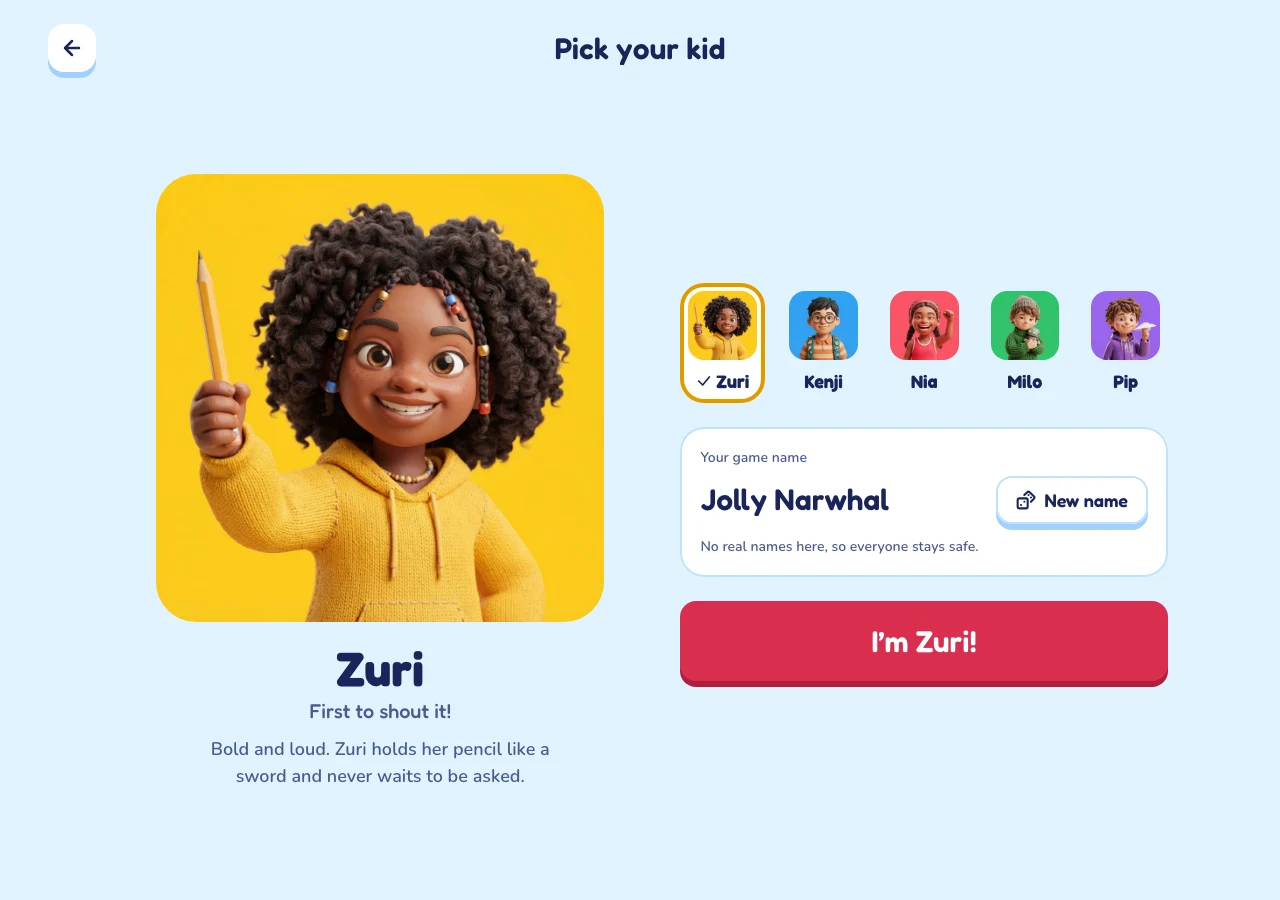 Pick your kid
Zuri
First to shout it!
Bold and loud. Zuri holds her pencil like a
sword and never waits to be asked.
Zuri
Kenji
Nia
Milo
Pip
Your game name
Jolly Narwhal
New name
No real names here, so everyone stays safe.
I’m Zuri!